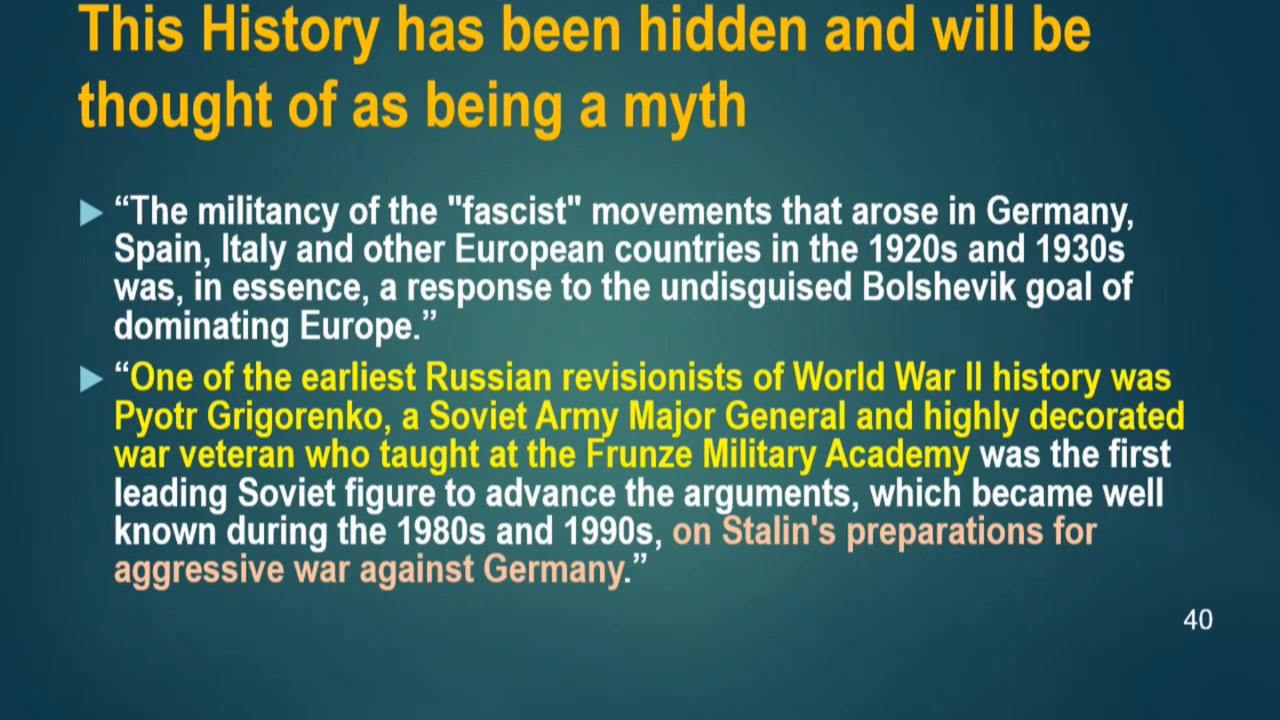 This History has been hidden and will be
thought of as being a myth
“The militancy of the "fascist" movements that arose in Germany,
Spain, Italy and other European countries in the 1920s and 1930s
was, in essence, a response to the undisguised Bolshevik goal of
dominating Europe.”
“One of the earliest Russian revisionists of World War II history was
Pyotr Grigorenko, a Soviet Army Major General and highly decorated
war veteran who taught at the Frunze Military Academy was the first
leading Soviet figure to advance the arguments, which became well
known during the 1980s and 1990s, on Stalin's preparations for
aggressive war against Germany.”
40